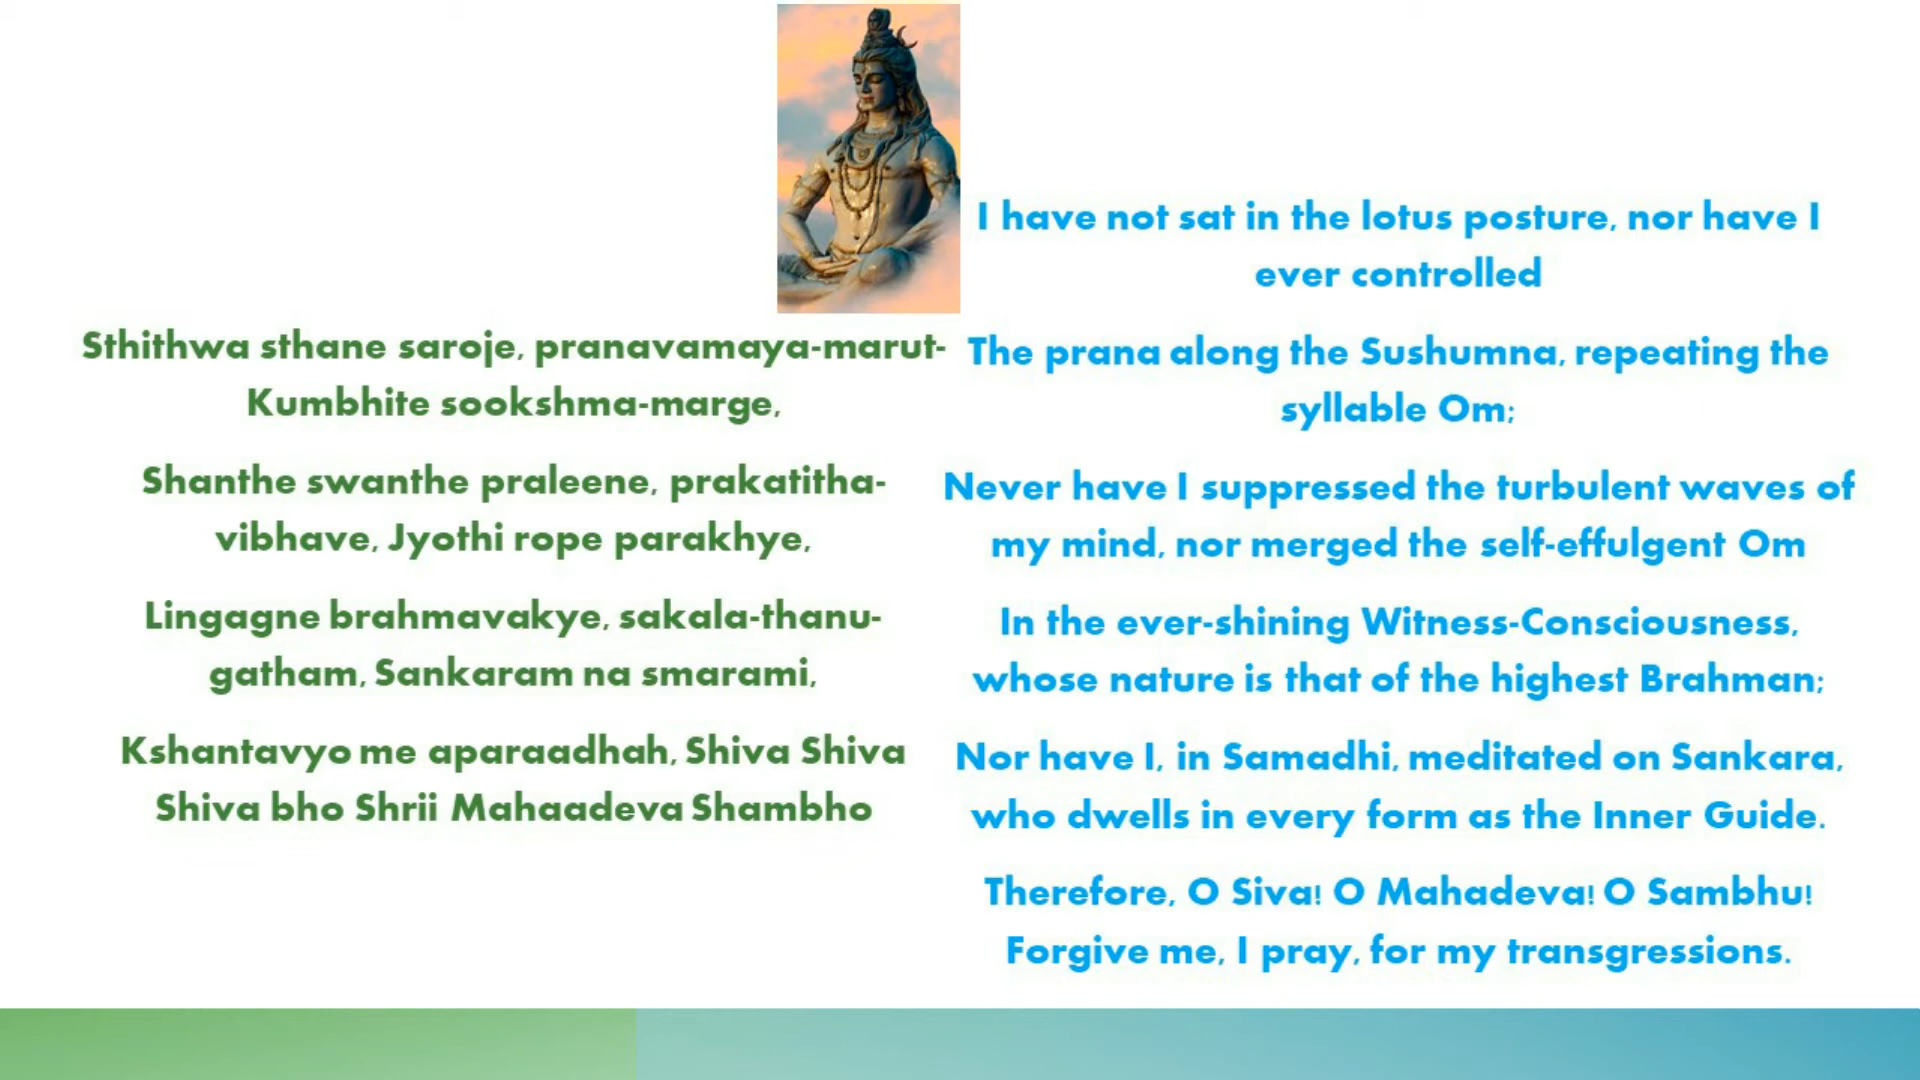 Sthithwa sthane saroje, pranavamaya-marut-
Kumbhite sookshma-marge,
Shanthe swanthe praleene, prakatitha-
vibhave, Jyothi rope parakhye,
Lingagne brahmavakye, sakala-thanu-
gatham, Sankaram na smarami,
Kshantavyo me aparaadhah, Shiva Shiva
Shiva bho Shrii Mahaadeva Shambho
I have not sat in the lotus posture, nor have I
ever controlled
The prana along the Sushumna, repeating the
syllable Om;
Never have I suppressed the turbulent waves of
my mind, nor merged the self-effulgent Om
In the ever-shining Witness-Consciousness,
whose nature is that of the highest Brahman;
Nor have I, in Samadhi, meditated on Sankara,
who dwells in every form as the Inner Guide.
Therefore, O Siva! O Mahadeva! O Sambhu!
Forgive me, I pray, for my transgressions.